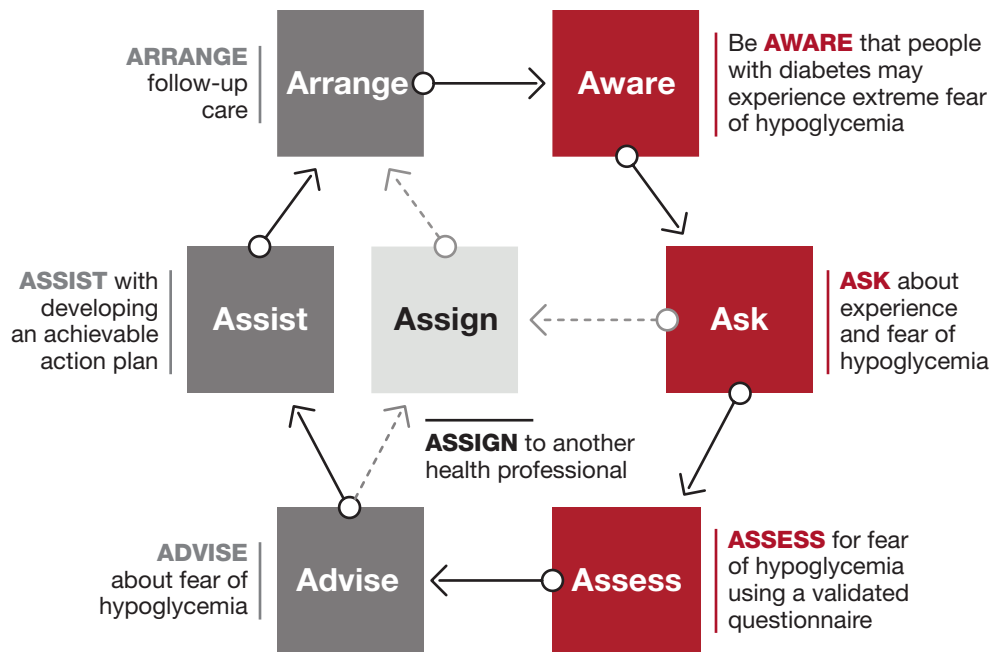 ARRANGE
follow-up
care
Arrange
Aware
Be AWARE that people
with diabetes may
experience extreme fear
of hypoglycemia
ASSIST with
developing
an achievable
action plan
Assist
Assign
Ask
ASK about
experience
and fear of
hypoglycemia
ASSIGN to another
health professional
ADVISE
about fear of
hypoglycemia
Advise
Assess
ASSESS for fear
of hypoglycemia
using a validated
questionnaire